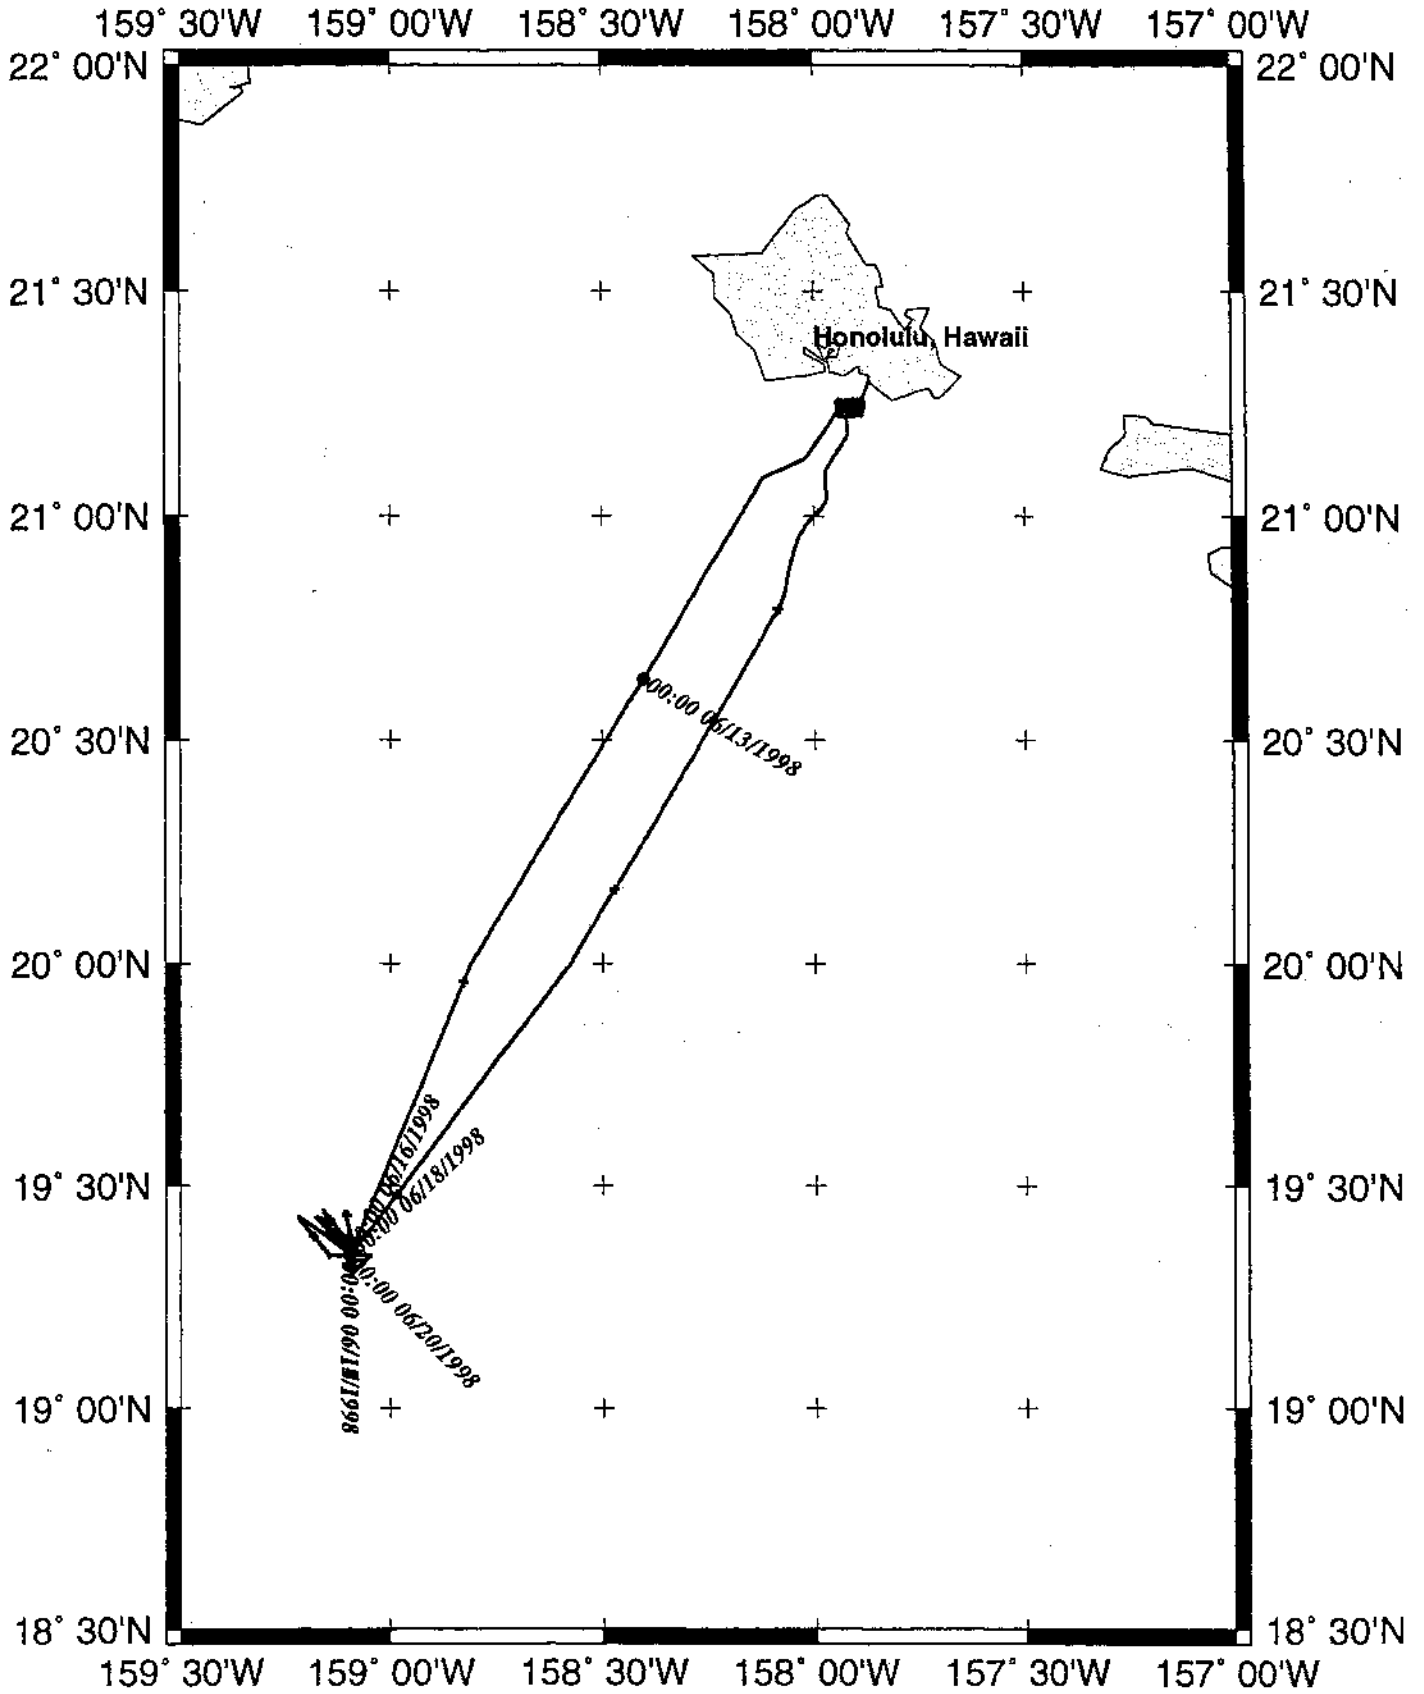 159° 30'W 159° 00'W 158° 30'W 158° 00'W 157° 30'W 157° 00'W
22° 00'N 22° 00'N
21° 30'N 21° 30'N
Honolulu, Hawaii
21° 00'N 21° 00'N
00:00 06/13/1998
20° 30'N 20° 30'N
20° 00'N 20° 00'N
06/16/1998
00:00 06/18/1998
19° 30'N 19° 30'N
00:00 06/20/1998
19° 00'N 19° 00'N
18° 30'N 18° 30'N
159° 30'W 159° 00'W 158° 30'W 158° 00'W 157° 30'W 157° 00'W